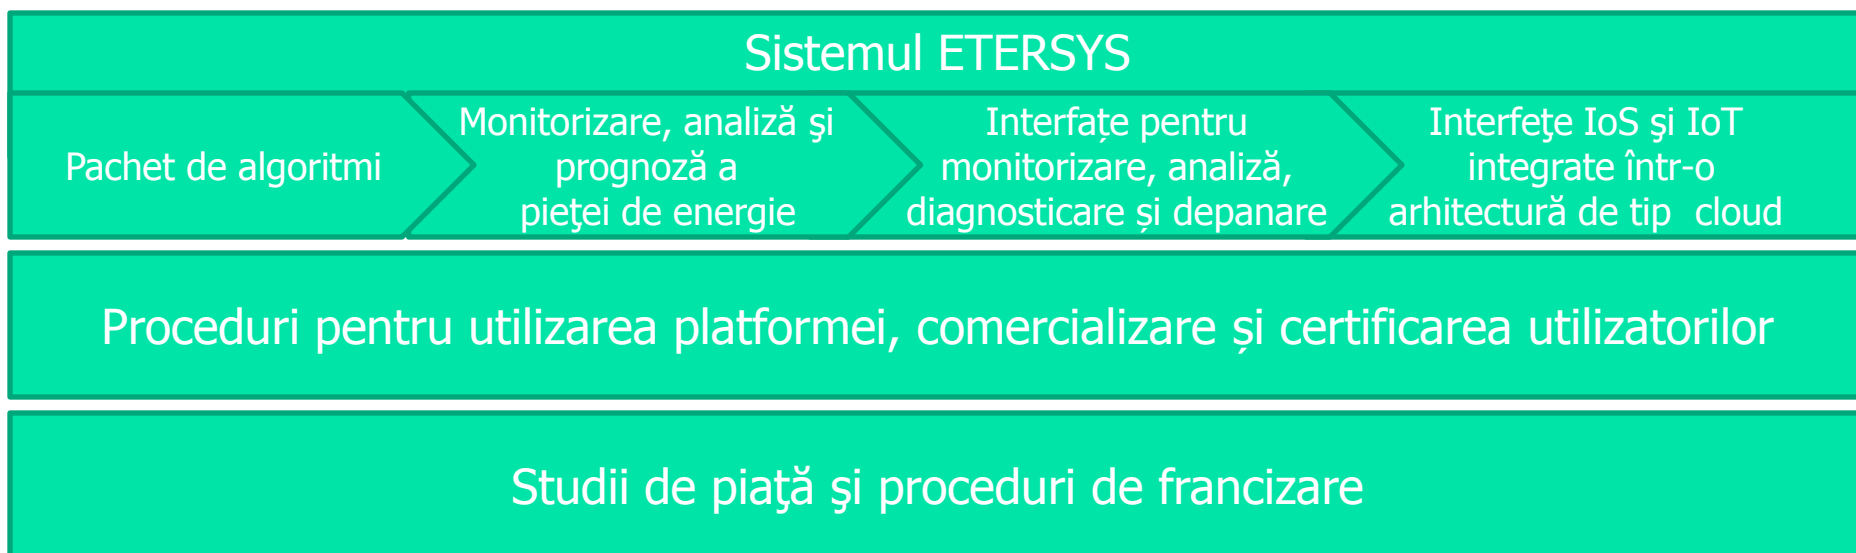 Sistemul ETERSYS
Pachet de algoritmi
Monitorizare, analiză şi
prognoză a
pieţei de energie
Interfațe pentru
monitorizare, analiză,
diagnosticare și depanare
Interfeţe IoS şi IoT
integrate într-o
arhitectură de tip  cloud
Proceduri pentru utilizarea platformei, comercializare și certificarea utilizatorilor
Studii de piaţă şi proceduri de francizare